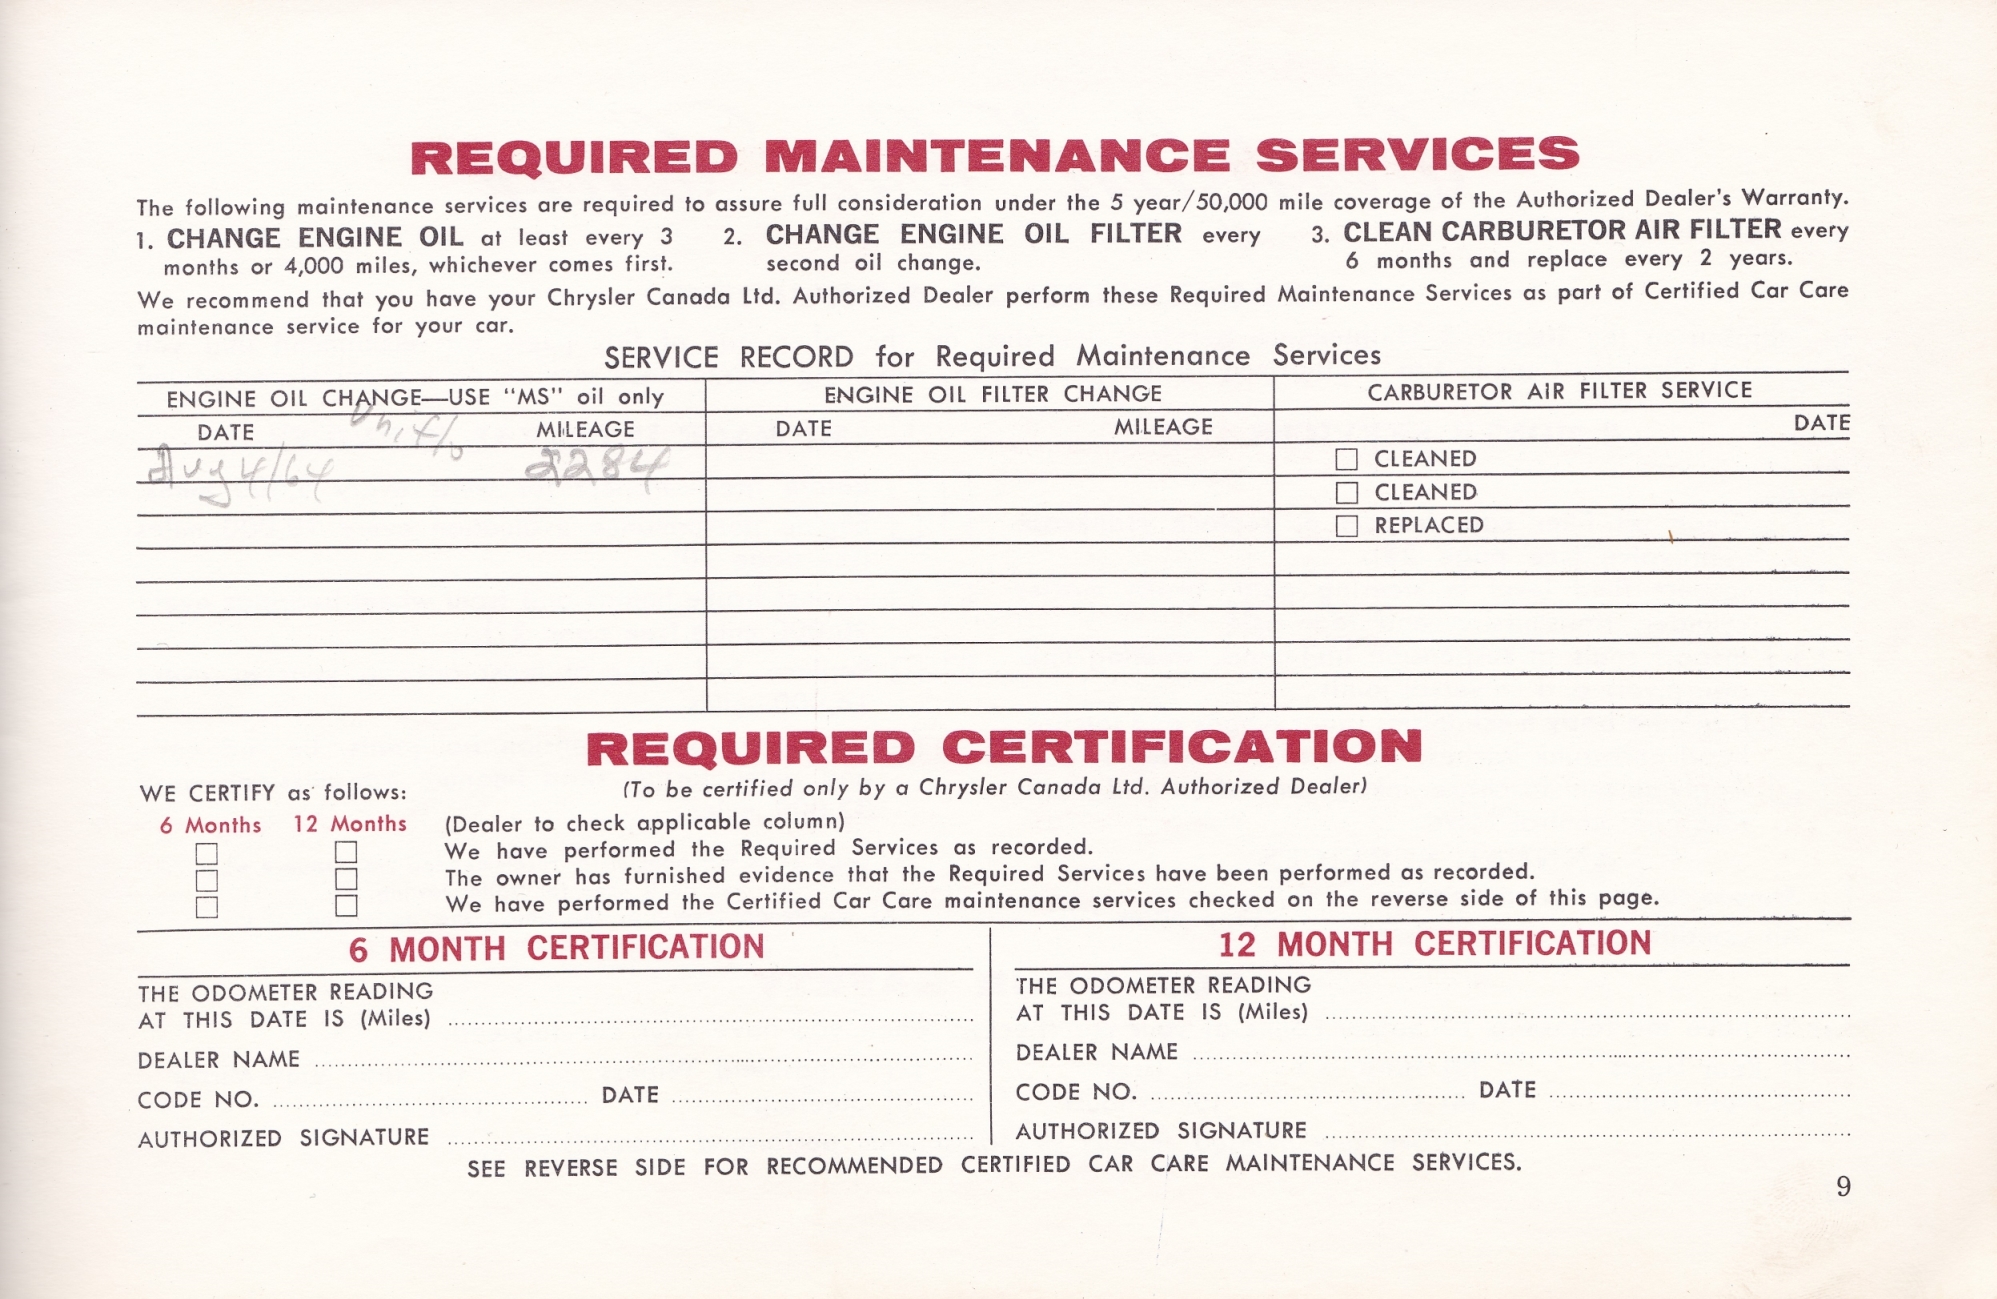 REQUIRED MAINTENANCE SERVICES
The following maintenance services are required to assure full consideration under the 5 year/50,000 mile coverage of the Authorized Dealer's Warranty.
1. CHANGE ENGINE OIL at least every 3 months or 4,000 miles, whichever comes first.
2. CHANGE ENGINE OIL FILTER every second oil change.
3. CLEAN CARBURETOR AIR FILTER every 6 months and replace every 2 years.
We recommend that you have your Chrysler Canada Ltd. Authorized Dealer perform these Required Maintenance Services as part of Certified Car Care
maintenance service for your car.
SERVICE RECORD for Required Maintenance Services
ENGINE OIL CHANGE—USE "MS" oil only ENGINE OIL FILTER CHANGE CARBURETOR AIR FILTER SERVICE
DATE Uniflo MILEAGE DATE MILEAGE DATE
Aug 4/64 2284 CLEANED
CLEANED
REPLACED
REQUIRED CERTIFICATION
(To be certified only by a Chrysler Canada Ltd. Authorized Dealer)
WE CERTIFY as follows:
6 Months 12 Months (Dealer to check applicable column)
We have performed the Required Services as recorded.
The owner has furnished evidence that the Required Services have been performed as recorded.
We have performed the Certified Car Care maintenance services checked on the reverse side of this page.
6 MONTH CERTIFICATION
THE ODOMETER READING
AT THIS DATE IS (Miles)
DEALER NAME
CODE NO. DATE
AUTHORIZED SIGNATURE
12 MONTH CERTIFICATION
THE ODOMETER READING
AT THIS DATE IS (Miles)
DEALER NAME
CODE NO. DATE
AUTHORIZED SIGNATURE
SEE REVERSE SIDE FOR RECOMMENDED CERTIFIED CAR CARE MAINTENANCE SERVICES.
9